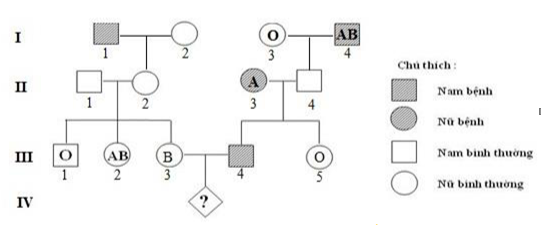 I
1
2
O
3
AB
4
Chú thích :
II
1
2
A
3
4
Nam bệnh
Nữ bệnh
III
O
1
AB
2
B
3
4
O
5
Nam bình thường
IV
?
Nữ bình thường